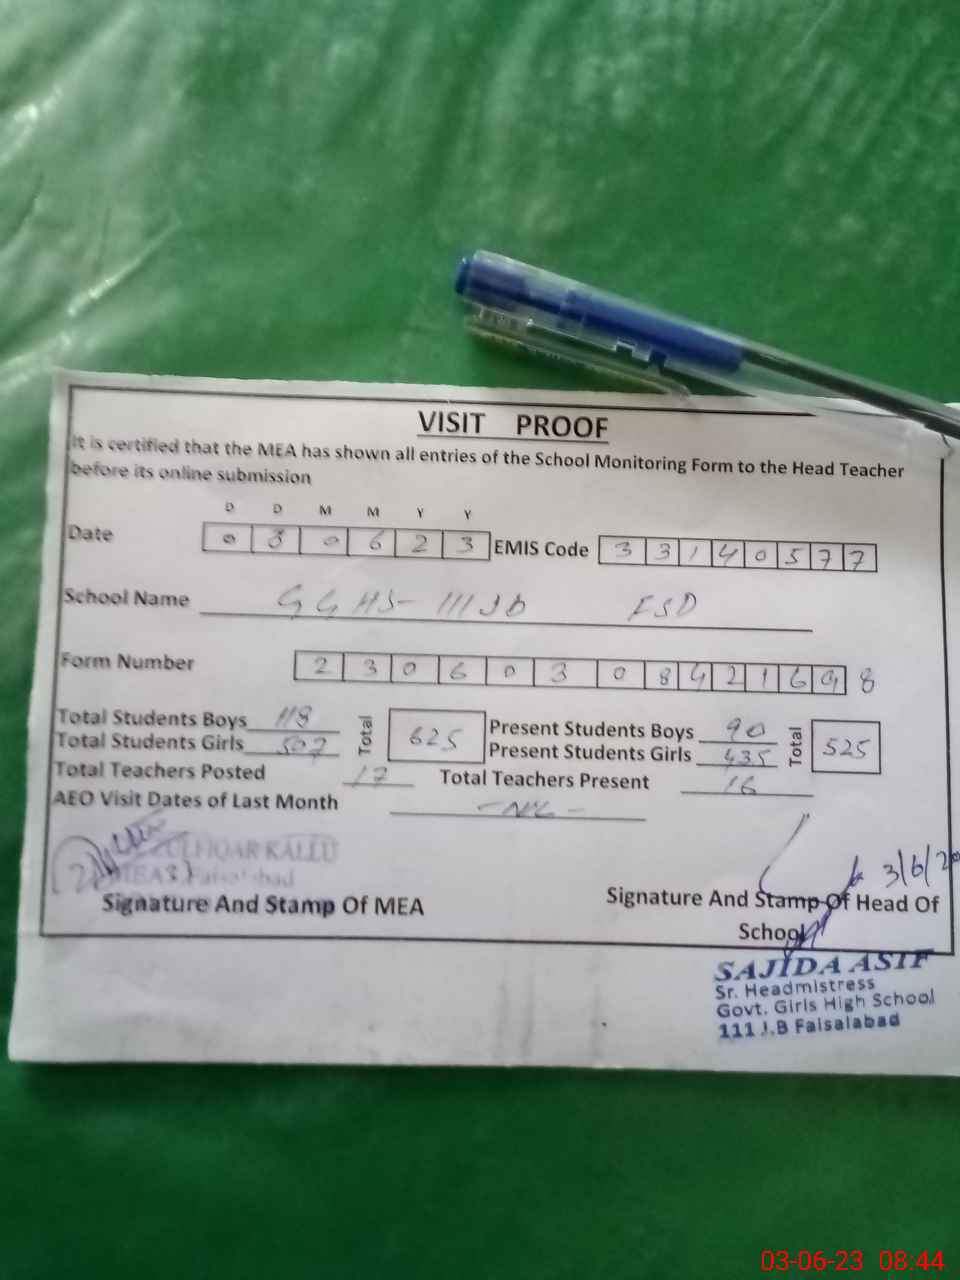 VISIT PROOF
It is certified that the MEA has shown all entries of the School Monitoring Form to the Head Teacher
before its online submission
D D M M Y Y
Date 0 3 0 6 2 3 EMIS Code 3 3 1 4 0 5 7 7
School Name GGHS- 111 JB FSD
Form Number 2 3 0 6 0 3 0 8 4 2 1 6 9 8
Total Students Boys 118 Total 625 Present Students Boys 90 Total 525
Total Students Girls 507 Present Students Girls 435
Total Teachers Posted 17 Total Teachers Present 16
AEO Visit Dates of Last Month -NIL-
ZULFIQAR KALLU
Faisalabad
3/6/20
Signature And Stamp Of MEA Signature And Stamp Of Head Of
School
SAJIDA ASIF
Sr. Headmistress
Govt. Girls High School
111 J.B Faisalabad
03-06-23 08:44